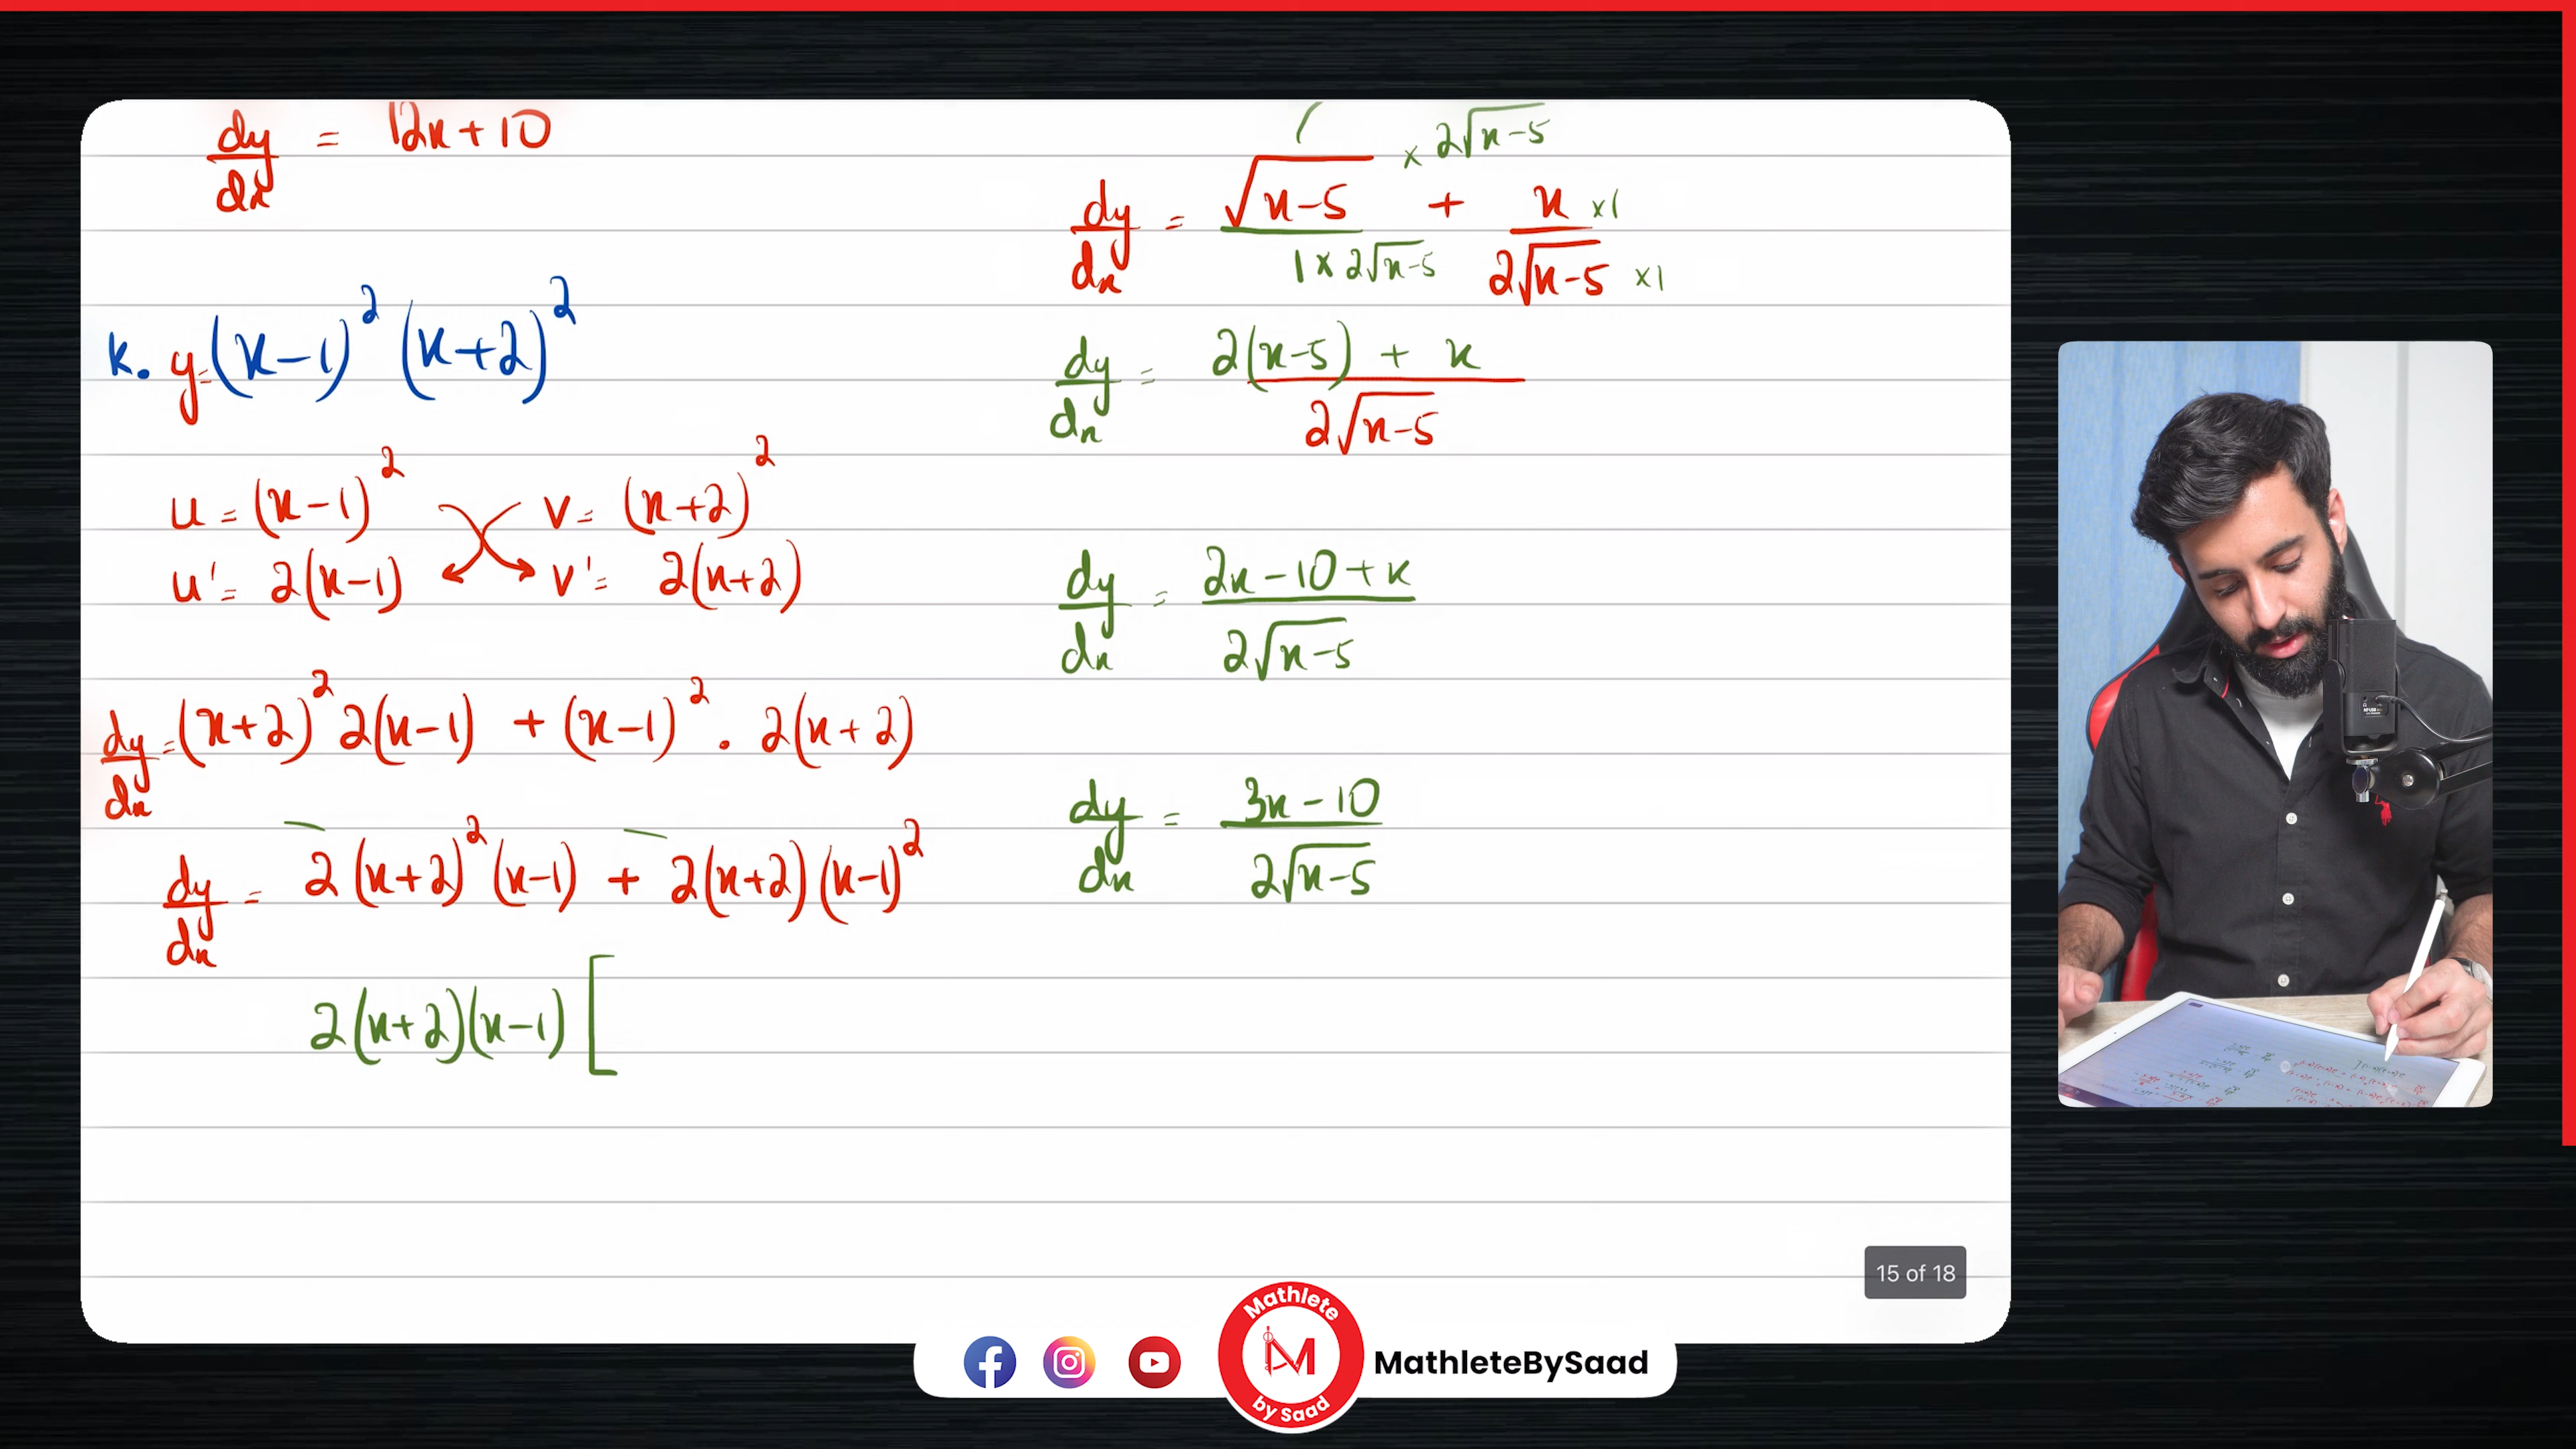 dy/dx = 12x+10
k. y=(x-1)² (x+2)²
u = (x-1)² v = (x+2)²
u' = 2(x-1) v' = 2(x+2)
dy/dx = (x+2)² 2(x-1) + (x-1)² . 2(x+2)
dy/dx = 2(x+2)²(x-1) + 2(x+2)(x-1)²
2(x+2)(x-1) [
dy/dx = √x-5 × 2√x-5 / 1 × 2√x-5 + x ×1 / 2√x-5 ×1
dy/dx = 2(x-5) + x / 2√x-5
dy/dx = 2x-10+x / 2√x-5
dy/dx = 3x-10 / 2√x-5
15 of 18
Mathlete
M
by Saad
MathleteBySaad